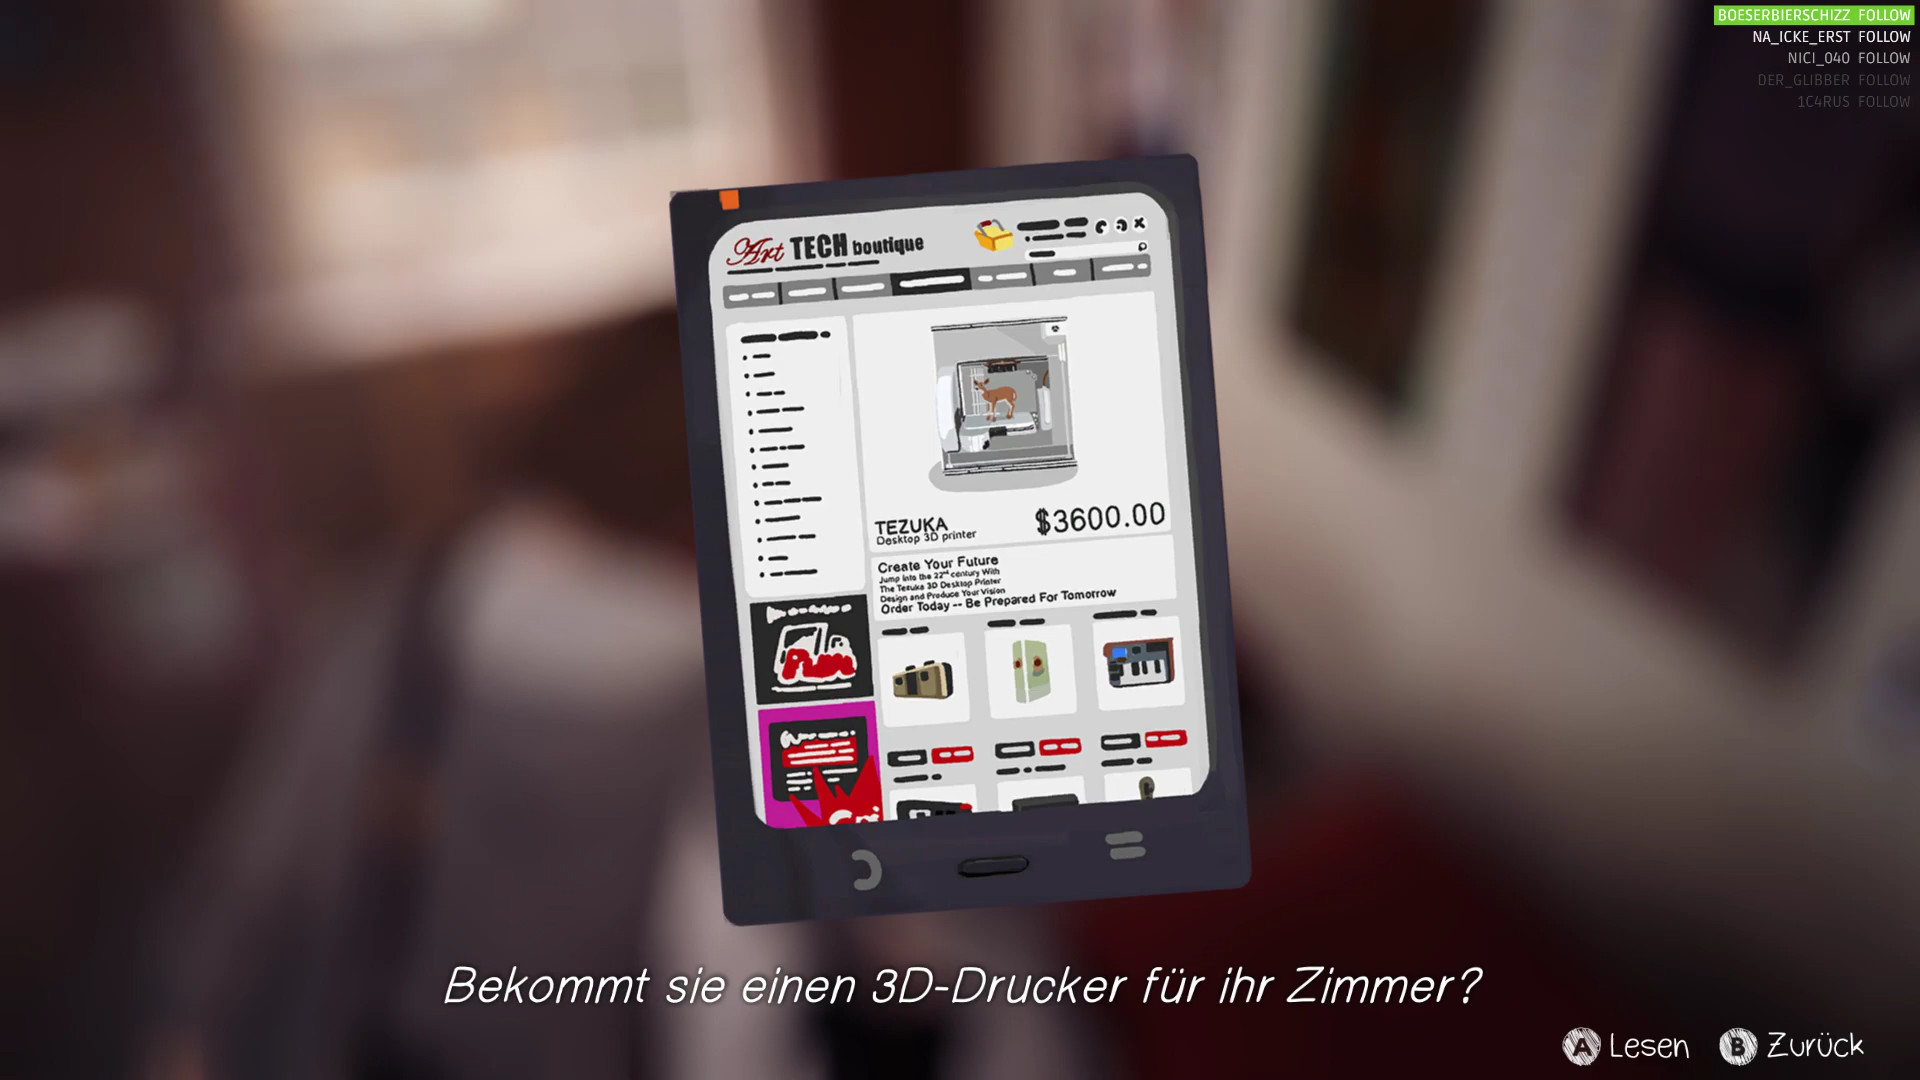 BOESERBIERSCHIZZ FOLLOW
NA_ICKE_ERST FOLLOW
NICI_040 FOLLOW
DER_GLIBBER FOLLOW
1C4RUS FOLLOW
Art TECH boutique
TEZUKA
Desktop 3D printer
$3600.00
Create Your Future
Jump into the 22nd century With
The Tezuka 3D Desktop Printer
Design and Produce Your Vision
Order Today -- Be Prepared For Tomorrow
Bekommt sie einen 3D-Drucker für ihr Zimmer?
A Lesen B Zurück